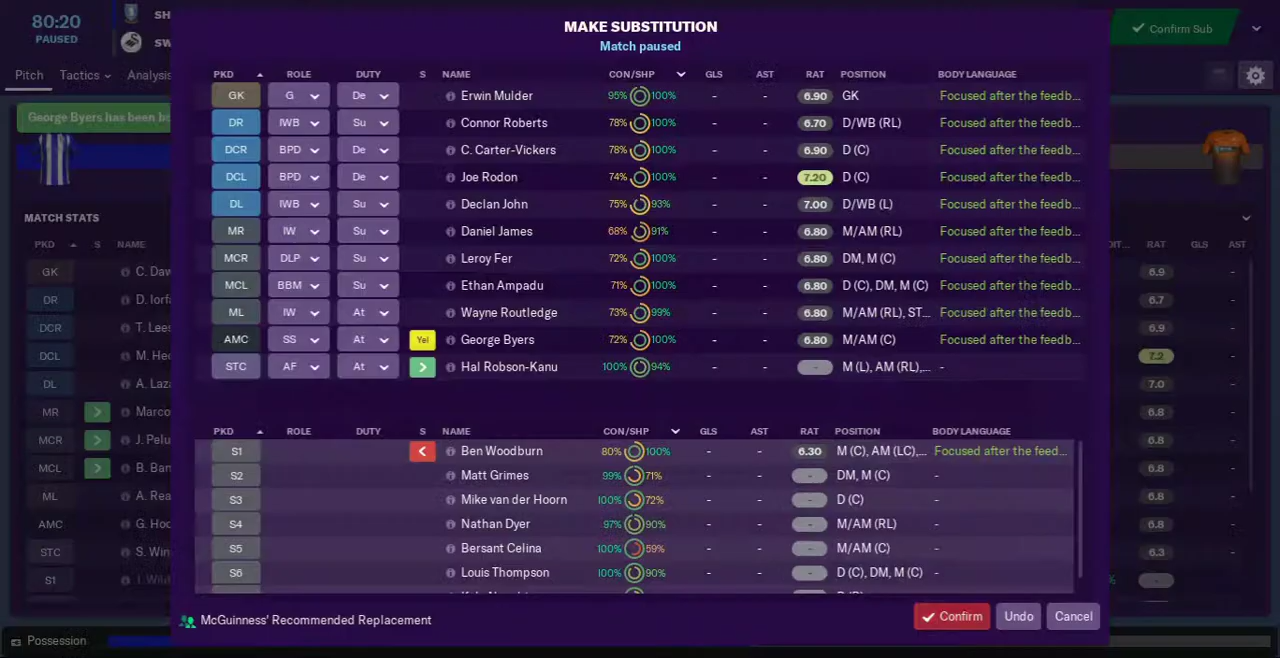 80:20
PAUSED
SH
SW
MAKE SUBSTITUTION
Match paused
Confirm Sub
Pitch Tactics Analysis
George Byers has been bo
PKD ROLE DUTY S NAME CON/SHP GLS AST RAT POSITION BODY LANGUAGE
GK G De Erwin Mulder 95% 100% - - 6.90 GK Focused after the feedb...
DR IWB Su Connor Roberts 78% 100% - - 6.70 D/WB (RL) Focused after the feedb...
DCR BPD De C. Carter-Vickers 78% 100% - - 6.90 D (C) Focused after the feedb...
DCL BPD De Joe Rodon 74% 100% - - 7.20 D (C) Focused after the feedb...
DL IWB Su Declan John 75% 93% - - 7.00 D/WB (L) Focused after the feedb...
MR IW Su Daniel James 68% 91% - - 6.80 M/AM (RL) Focused after the feedb...
MCR DLP Su Leroy Fer 72% 100% - - 6.80 DM, M (C) Focused after the feedb...
MCL BBM Su Ethan Ampadu 71% 100% - - 6.80 D (C), DM, M (C) Focused after the feedb...
ML IW At Wayne Routledge 73% 99% - - 6.80 M/AM (RL), ST... Focused after the feedb...
AMC SS At Yel George Byers 72% 100% - - 6.80 M/AM (C) Focused after the feedb...
STC AF At > Hal Robson-Kanu 100% 94% - - - M (L), AM (RL),... -
PKD ROLE DUTY S NAME CON/SHP GLS AST RAT POSITION BODY LANGUAGE
S1 < Ben Woodburn 80% 100% - - 6.30 M (C), AM (LC),... Focused after the feed...
S2 Matt Grimes 99% 71% - - - DM, M (C) -
S3 Mike van der Hoorn 100% 72% - - - D (C) -
S4 Nathan Dyer 97% 90% - - - M/AM (RL) -
S5 Bersant Celina 100% 59% - - - M/AM (C) -
S6 Louis Thompson 100% 90% - - - D (C), DM, M (C) -
McGuinness' Recommended Replacement
Confirm Undo Cancel
MATCH STATS
PKD S NAME
GK C. Daw
DR D. Iorfa
DCR T. Lees
DCL M. Hec
DL A. Laza
MR > Marco
MCR > J. Pelu
MCL > B. Ban
ML A. Rea
AMC G. Hoo
STC S. Win
S1
RAT GLS AST
6.9 -
6.7 -
6.9 -
7.2 -
7.0 -
6.8 -
6.8 -
6.8 -
6.8 -
6.8 -
6.3 -
- -
Possession